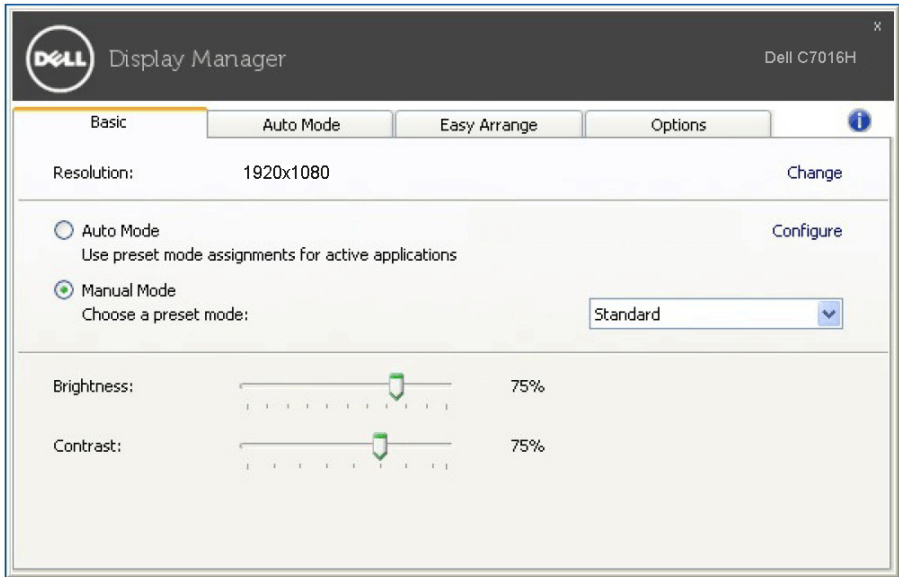 x
DELL Display Manager Dell C7016H
Basic Auto Mode Easy Arrange Options i
Resolution: 1920x1080 Change
Auto Mode Configure
Use preset mode assignments for active applications
Manual Mode
Choose a preset mode: Standard
Brightness: 75%
Contrast: 75%